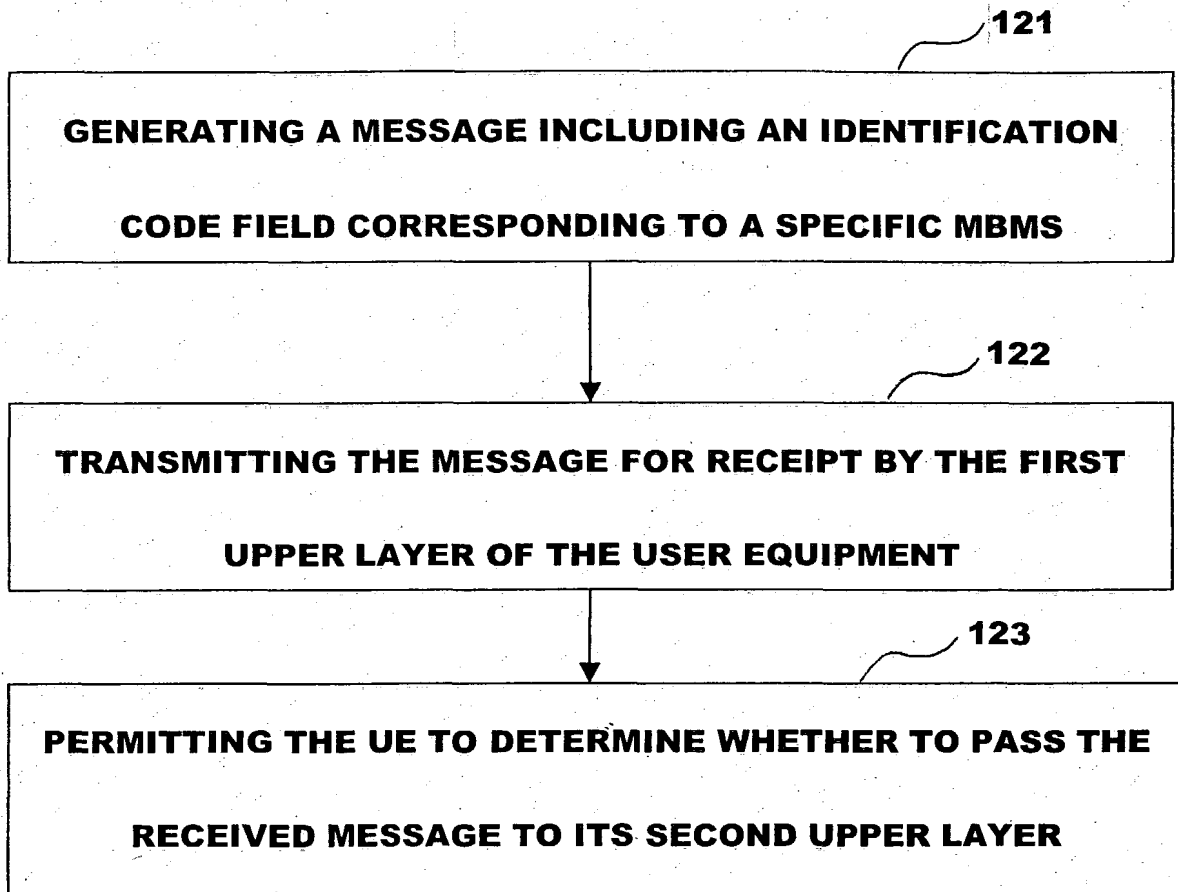 121
GENERATING A MESSAGE INCLUDING AN IDENTIFICATION
CODE FIELD CORRESPONDING TO A SPECIFIC MBMS
122
TRANSMITTING THE MESSAGE FOR RECEIPT BY THE FIRST
UPPER LAYER OF THE USER EQUIPMENT
123
PERMITTING THE UE TO DETERMINE WHETHER TO PASS THE
RECEIVED MESSAGE TO ITS SECOND UPPER LAYER